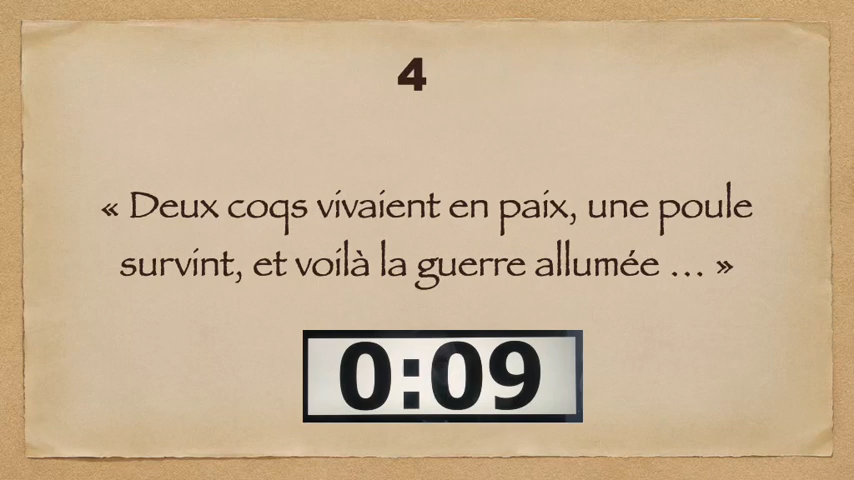 4
« Deux coqs vivaient en paix, une poule
survint, et voilà la guerre allumée ... »
0:09